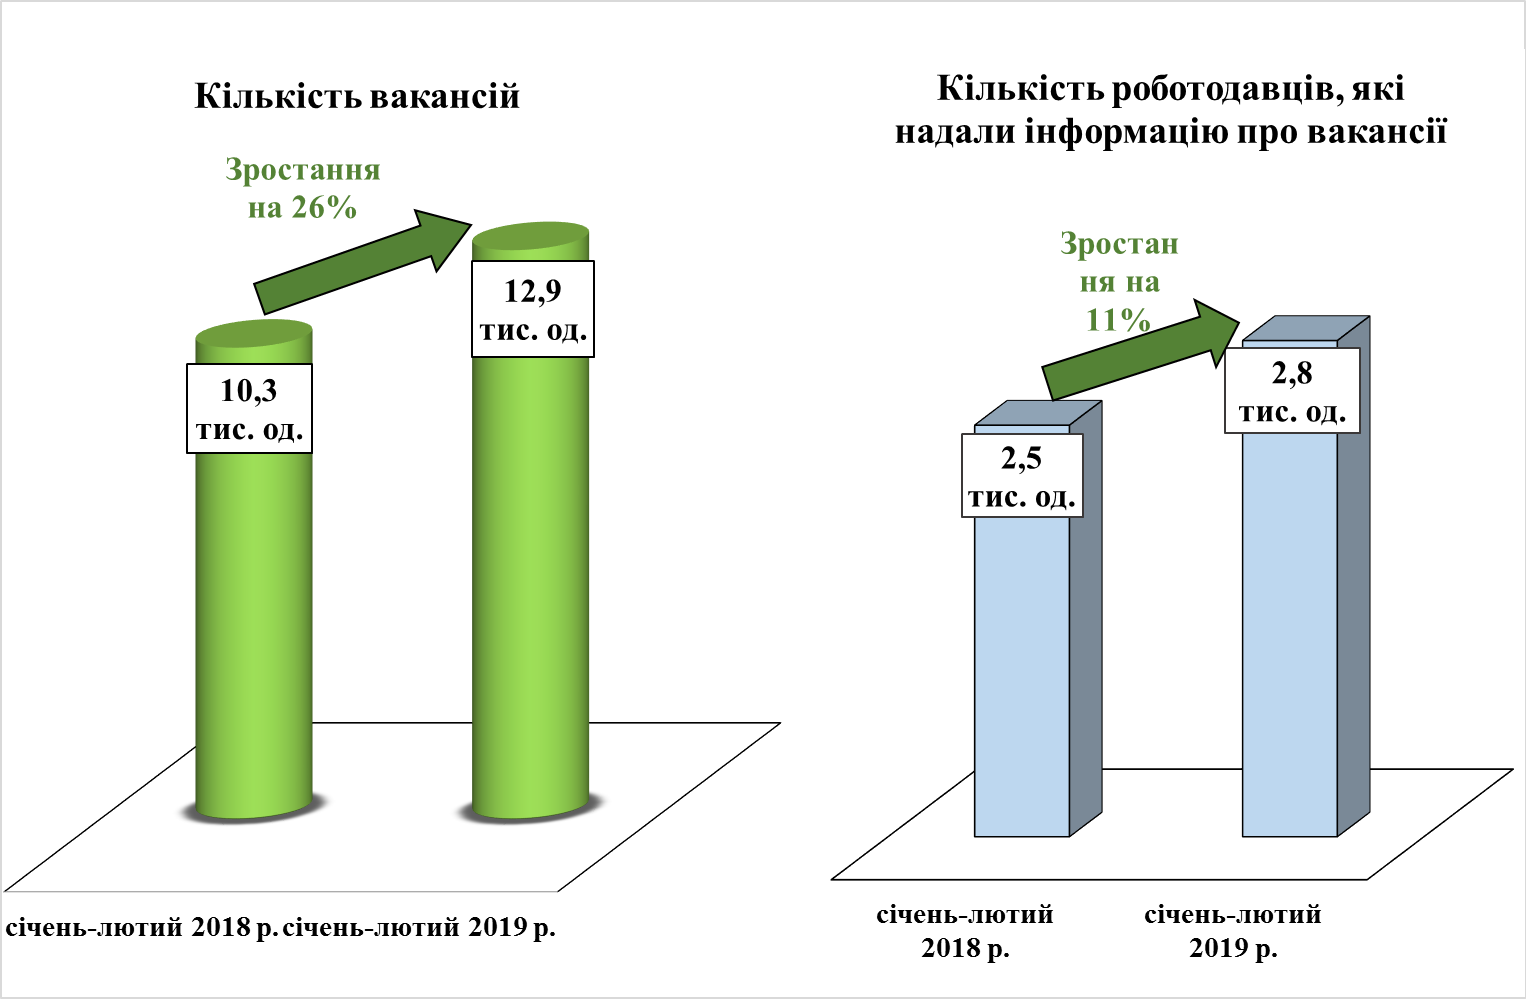 Кількість вакансій
Зростання
на 26%
10,3
тис. од.
12,9
тис. од.
січень-лютий 2018 р.
січень-лютий 2019 р.
Кількість роботодавців, які
надали інформацію про вакансії
Зростан
ня на
11%
2,5
тис. од.
2,8
тис. од.
січень-лютий
2018 р.
січень-лютий
2019 р.